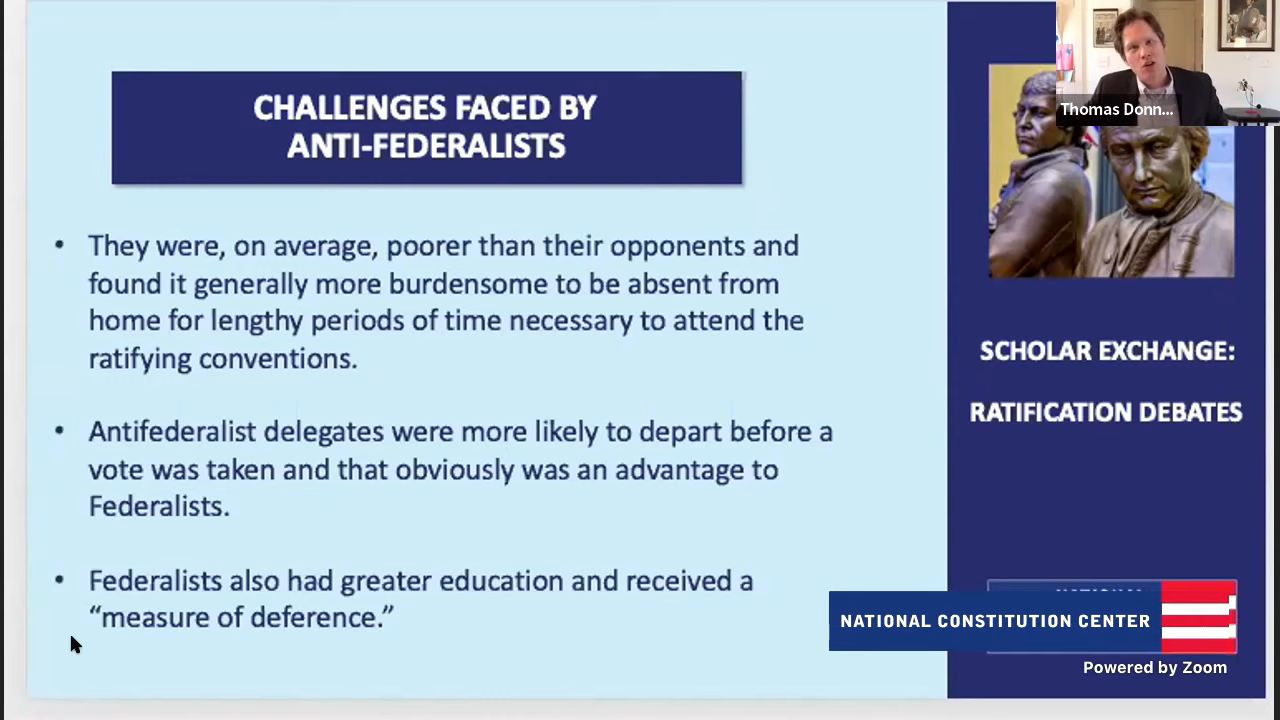 CHALLENGES FACED BY
ANTI-FEDERALISTS
• They were, on average, poorer than their opponents and
found it generally more burdensome to be absent from
home for lengthy periods of time necessary to attend the
ratifying conventions.
• Antifederalist delegates were more likely to depart before a
vote was taken and that obviously was an advantage to
Federalists.
• Federalists also had greater education and received a
“measure of deference.”
Thomas Donn...
SCHOLAR EXCHANGE:
RATIFICATION DEBATES
NATIONAL CONSTITUTION CENTER
Powered by Zoom